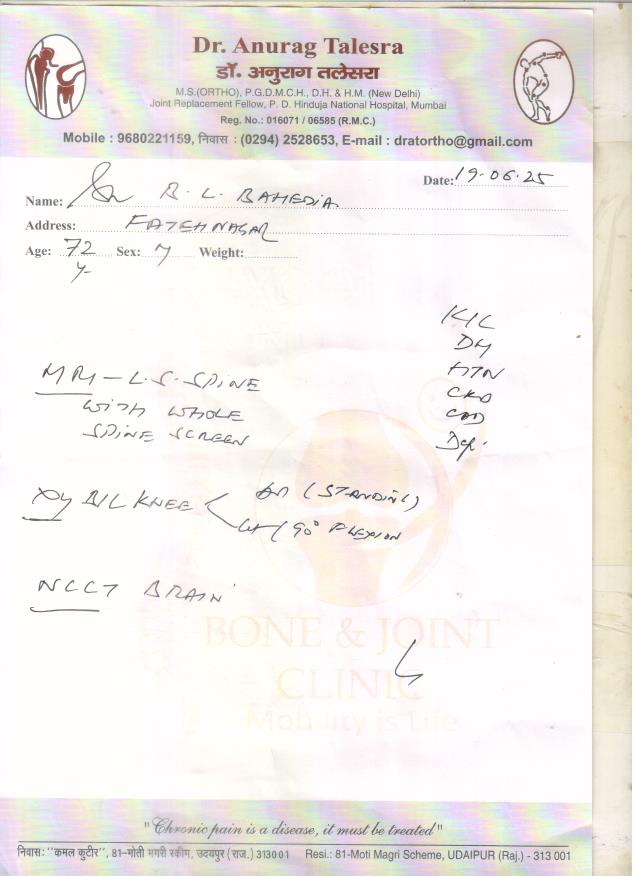 Dr. Anurag Talesra
डॉ. अनुराग तलेसरा
M.S.(ORTHO), P.G.D.M.C.H., D.H. & H.M. (New Delhi)
Joint Replacement Fellow, P. D. Hinduja National Hospital, Mumbai
Reg. No.: 016071 / 06585 (R.M.C.)
Mobile : 9680221159, निवास : (0294) 2528653, E-mail : dratortho@gmail.com
Date: 19.06.25
Name: B. L. BAHEDIA
Address: FATEHNAGAR
Age: 72 y Sex: M Weight:
K/C
DM
HTN
MRI - L.S. SPINE
CKD
WITH WHOLE
CAD
SPINE SCREEN
Dep.
Xy B/L KNEE AP (STANDING)
Lat (90° FLEXION
NCCT BRAIN
BONE & JOINT
CLINIC
Mobility is Life
"Chronic pain is a disease, it must be treated"
निवास: "कमल कुटीर", 81-मोती मगरी स्कीम, उदयपुर (राज.) 313001 Resi.: 81-Moti Magri Scheme, UDAIPUR (Raj.) - 313 001